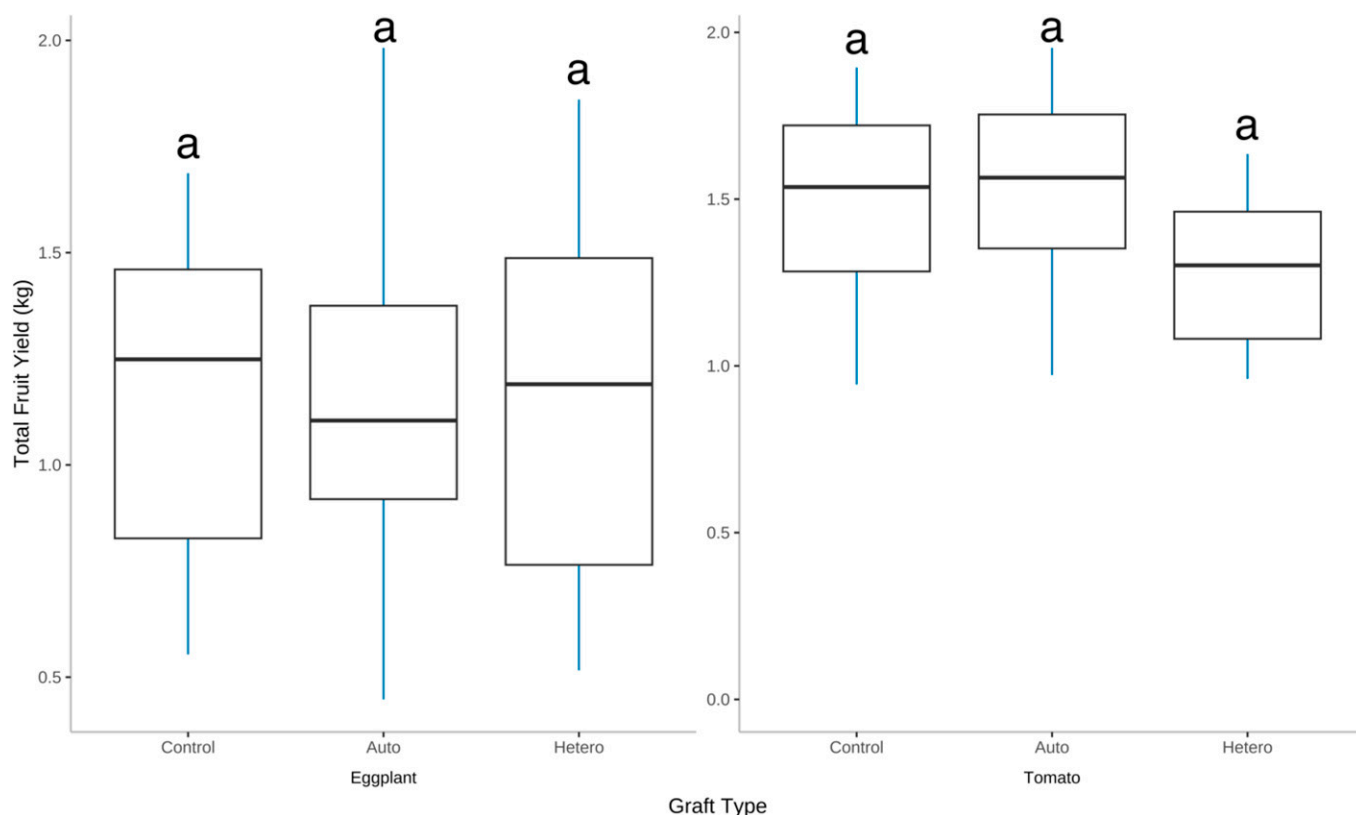 a a a
a a a
2.0
1.5
1.0
0.5
Total Fruit Yield (kg)
Control Auto Hetero
Eggplant
2.0
1.5
1.0
0.5
0.0
Control Auto Hetero
Tomato
Graft Type